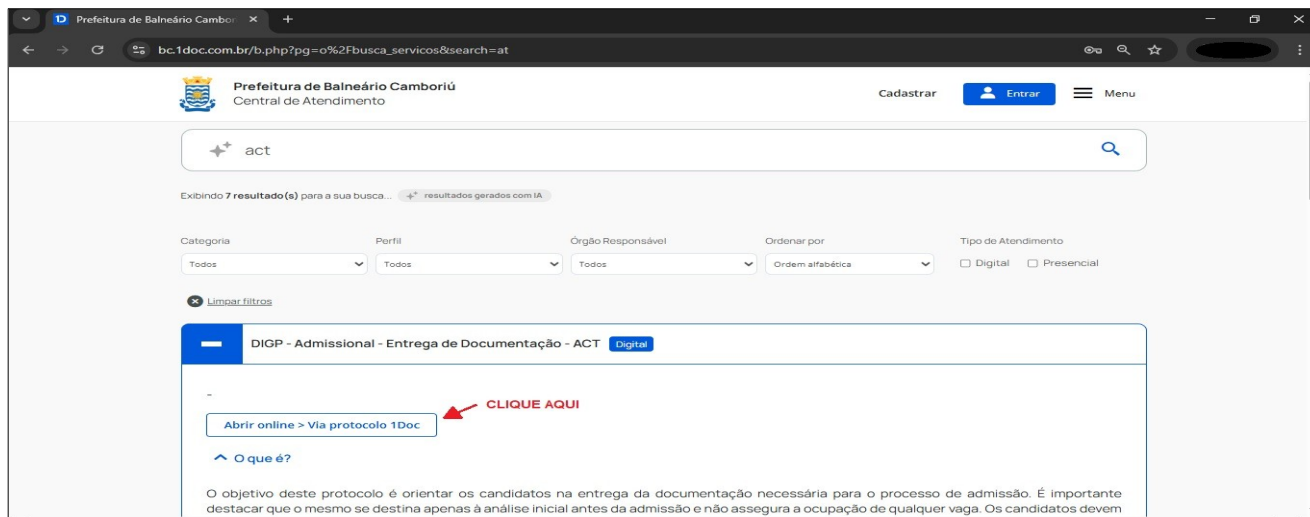 Prefeitura de Balneário Cambor
bc.1doc.com.br/b.php?pg=o%2Fbusca_servicos&search=at
Prefeitura de Balneário Camboriú
Central de Atendimento
Cadastrar
Entrar
Menu
act
Exibindo 7 resultado(s) para a sua busca...
resultados gerados com IA
Categoria
Perfil
Órgão Responsável
Ordenar por
Tipo de Atendimento
Todos
Todos
Todos
Ordem alfabética
Digital
Presencial
Limpar filtros
DIGP - Admissional - Entrega de Documentação - ACT
Digital
-
CLIQUE AQUI
Abrir online > Via protocolo 1Doc
O que é?
O objetivo deste protocolo é orientar os candidatos na entrega da documentação necessária para o processo de admissão. É importante
destacar que o mesmo se destina apenas à análise inicial antes da admissão e não assegura a ocupação de qualquer vaga. Os candidatos devem